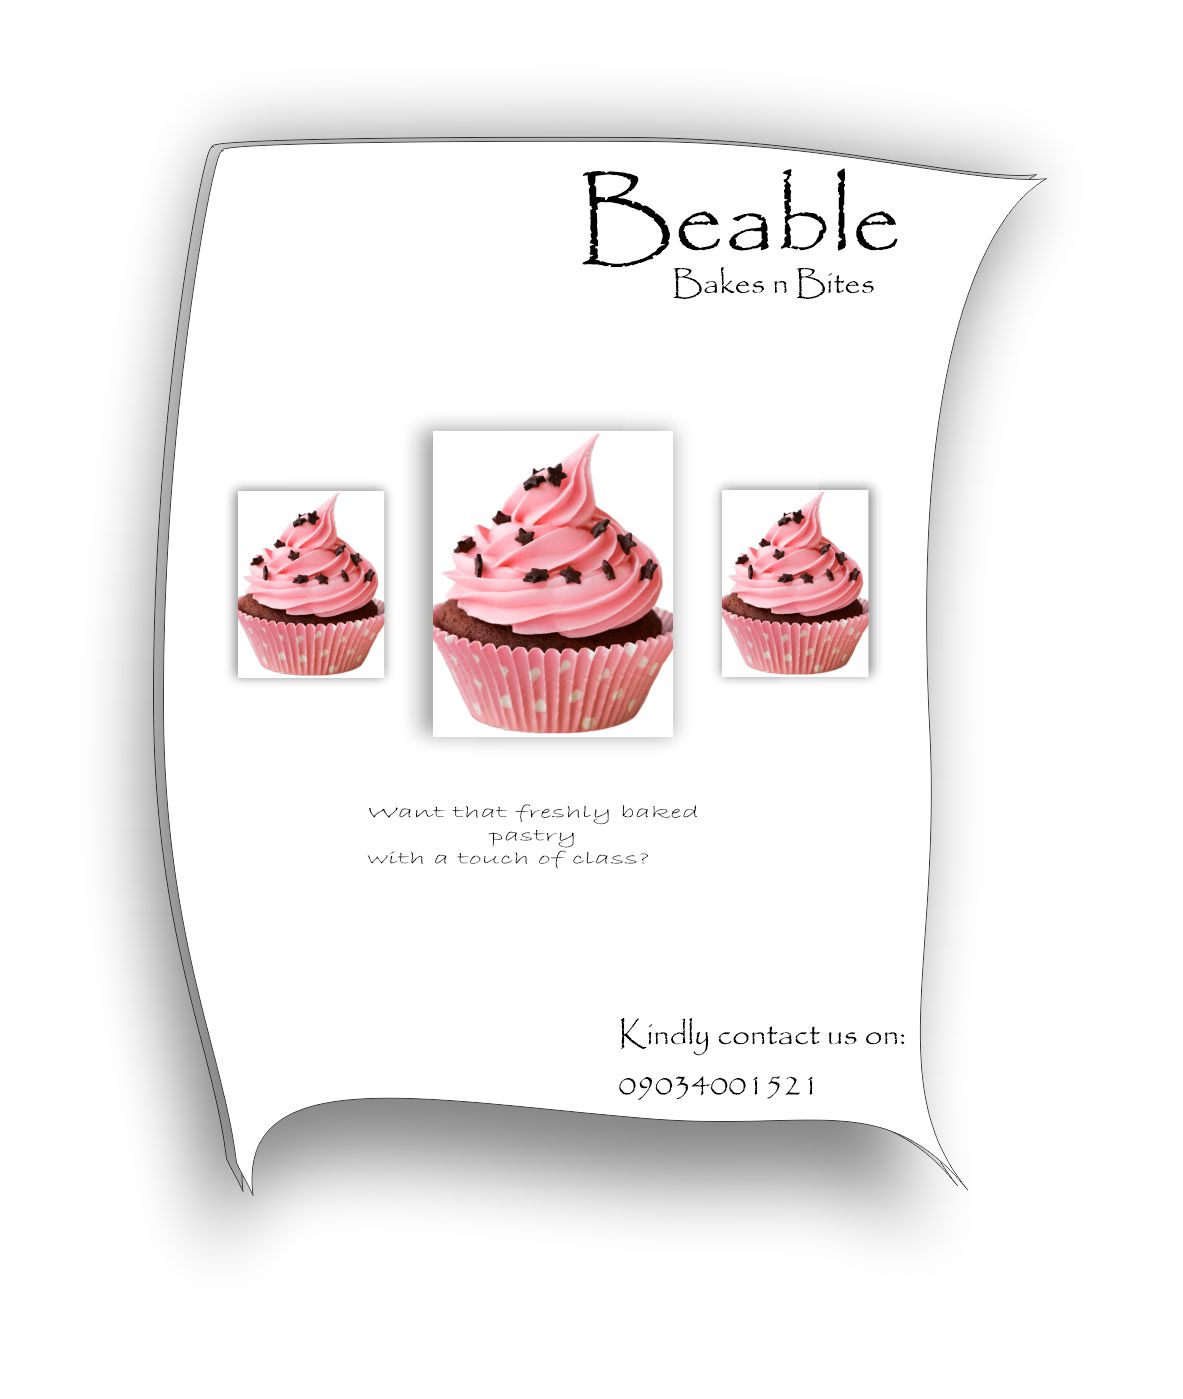 Beable
Bakes n Bites
Want that freshly baked
pastry
with a touch of class?
Kindly contact us on:
09034001521